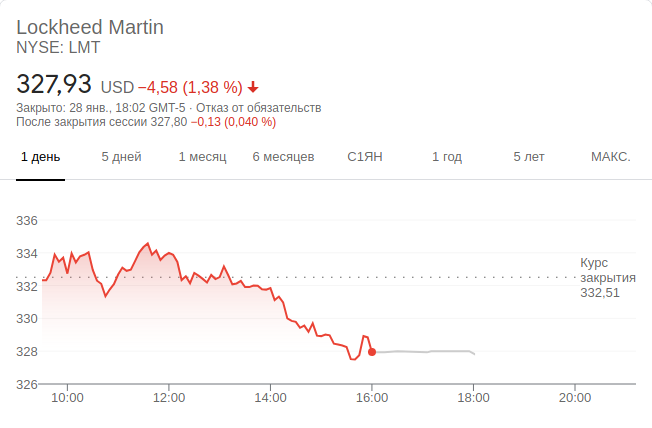 Lockheed Martin
NYSE: LMT
327,93 USD −4,58 (1,38 %)
Закрыто: 28 янв., 18:02 GMT-5 · Отказ от обязательств
После закрытия сессии 327,80 −0,13 (0,040 %)
1 день 5 дней 1 месяц 6 месяцев С1ЯН 1 год 5 лет МАКС.
336
334
Курс
закрытия
332,51
332
330
328
326
10:00 12:00 14:00 16:00 18:00 20:00